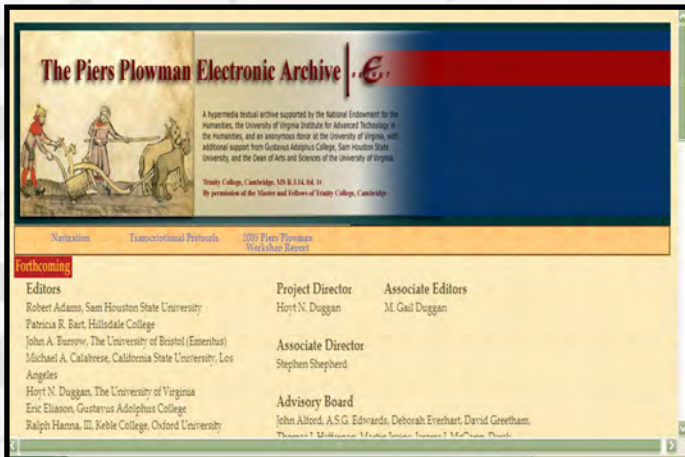 The Piers Plowman Electronic Archive
A hypermedia textual archive supported by the National Endowment for the
Humanities, the University of Virginia Institute for Advanced Technology in
the Humanities, and an anonymous donor at the University of Virginia, with
additional support from Gustavus Adolphus College, Sam Houston State
University, and the Dean of Arts and Sciences of the University of Virginia.
Trinity College, Cambridge, MS R.3.14, fol. 1v
By permission of the Master and Fellows of Trinity College, Cambridge
Navigation
Transcriptional Protocols
2005 Piers Plowman
Workshop Report
Forthcoming
Editors
Robert Adams, Sam Houston State University
Patricia R. Bart, Hillsdale College
John A. Burrow, The University of Bristol (Emeritus)
Michael A. Calabrese, California State University, Los
Angeles
Hoyt N. Duggan, The University of Virginia
Eric Eliason, Gustavus Adolphus College
Ralph Hanna, III, Keble College, Oxford University
Project Director
Hoyt N. Duggan
Associate Editors
M. Gail Duggan
Associate Director
Stephen Shepherd
Advisory Board
John Alford, A.S.G. Edwards, Deborah Everhart, David Greetham,